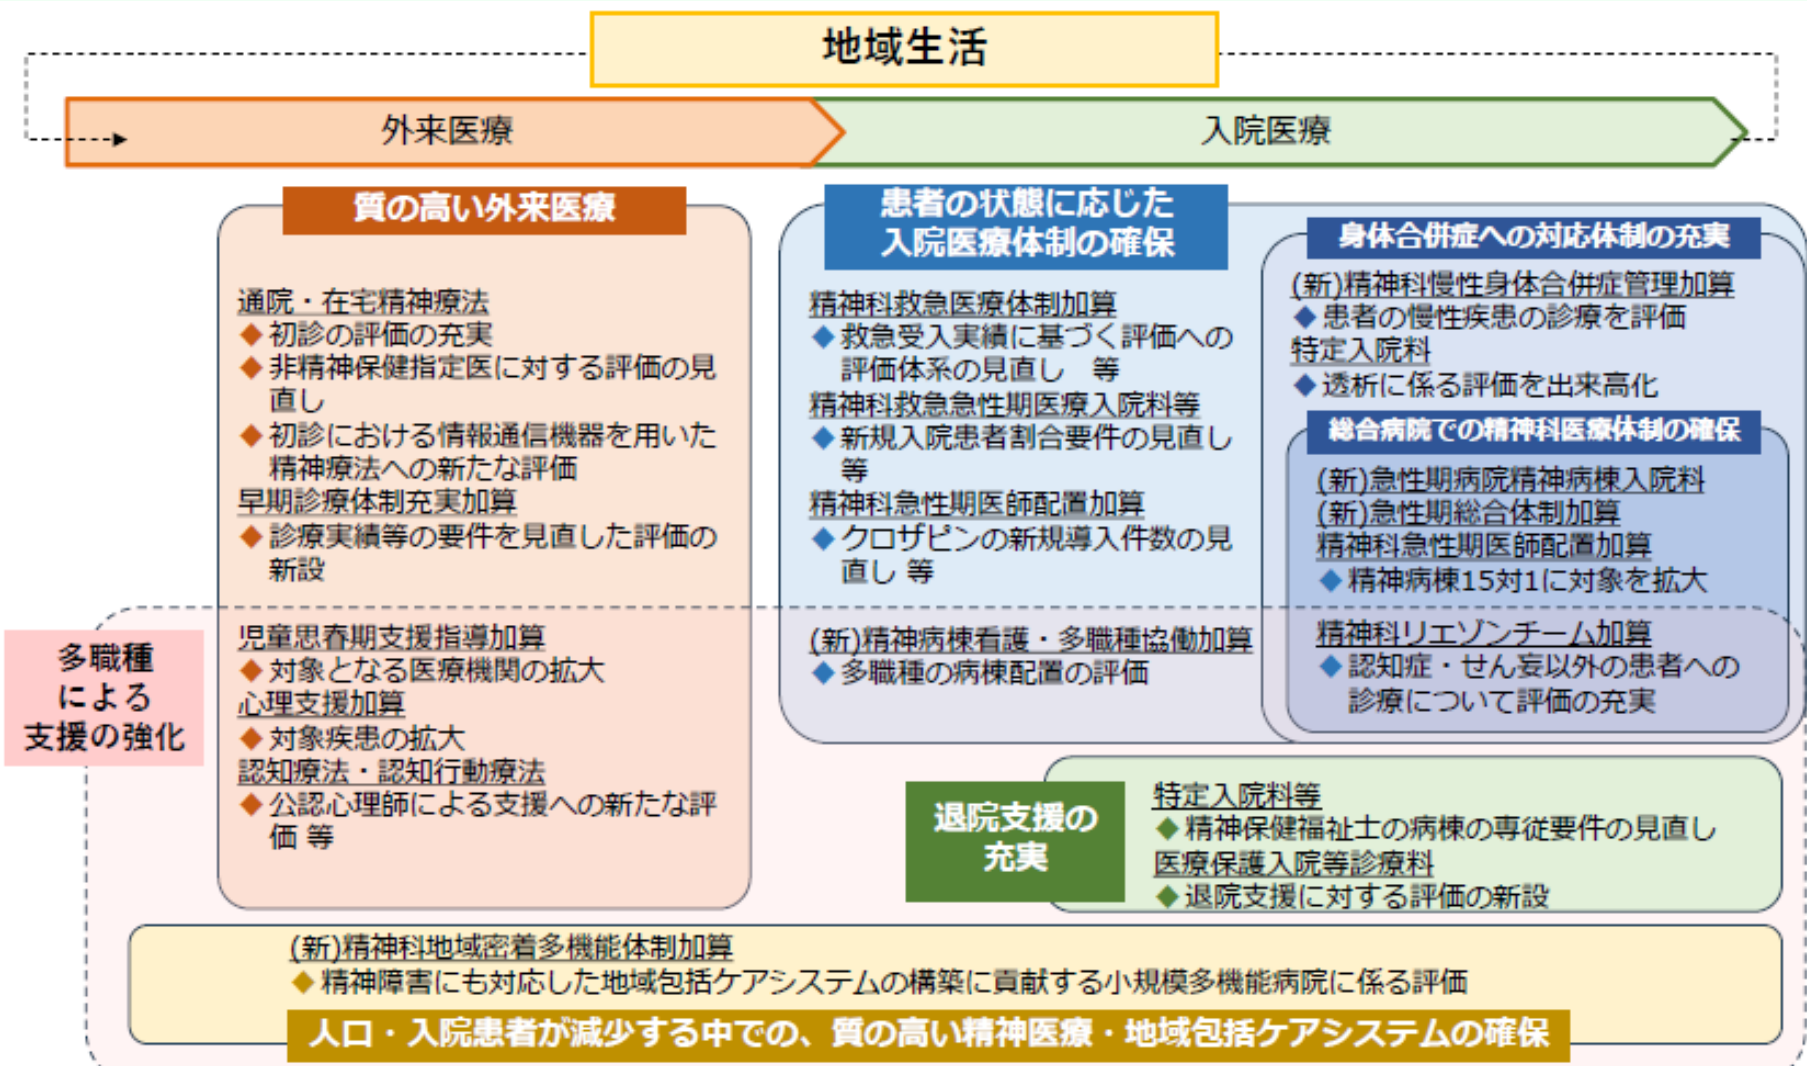 地域生活
外来医療
入院医療
質の高い外来医療
通院・在宅精神療法
◆初診の評価の充実
◆非精神保健指定医に対する評価の見
直し
◆初診における情報通信機器を用いた
精神療法への新たな評価
早期診療体制充実加算
◆診療実績等の要件を見直した評価の
新設
児童思春期支援指導加算
◆対象となる医療機関の拡大
心理支援加算
◆対象疾患の拡大
認知療法・認知行動療法
◆公認心理師による支援への新たな評
価 等
患者の状態に応じた
入院医療体制の確保
精神科救急医療体制加算
◆救急受入実績に基づく評価への
評価体系の見直し　等
精神科救急急性期医療入院料等
◆新規入院患者割合要件の見直し
等
精神科急性期医師配置加算
◆クロザピンの新規導入件数の見
直し 等
(新)精神病棟看護・多職種協働加算
◆多職種の病棟配置の評価
身体合併症への対応体制の充実
(新)精神科慢性身体合併症管理加算
◆患者の慢性疾患の診療を評価
特定入院料
◆透析に係る評価を出来高化
総合病院での精神科医療体制の確保
(新)急性期病院精神病棟入院料
(新)急性期総合体制加算
精神科急性期医師配置加算
◆精神病棟15対1に対象を拡大
精神科リエゾンチーム加算
◆認知症・せん妄以外の患者への
診療について評価の充実
多職種
による
支援の強化
退院支援の
充実
特定入院料等
◆精神保健福祉士の病棟の専従要件の見直し
医療保護入院等診療料
◆退院支援に対する評価の新設
(新)精神科地域密着多機能体制加算
◆精神障害にも対応した地域包括ケアシステムの構築に貢献する小規模多機能病院に係る評価
人口・入院患者が減少する中での、質の高い精神医療・地域包括ケアシステムの確保